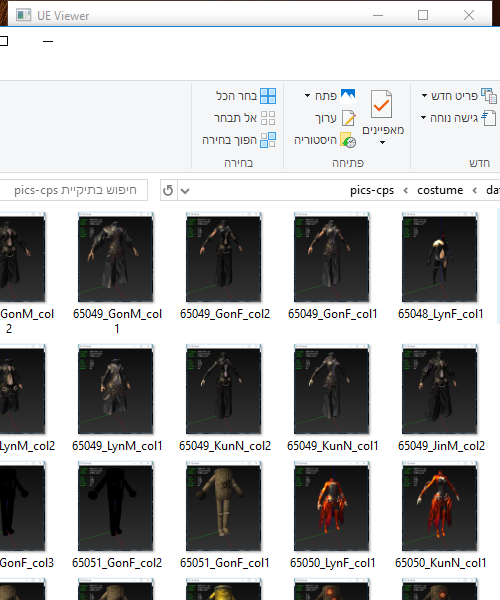 UE Viewer
בחר הכל
אל תבחר
הפוך בחירה
בחירה
פתח
ערוך
היסטוריה
מאפיינים
פתיחה
פריט חדש
גישה נוחה
חדש
חיפוש בתיקיית pics-cps
pics-cps < costume < da
65048_LynF_col1
65049_GonF_col1
65049_GonF_col2
65049_GonM_col1
GonM_col2
65049_JinM_col2
65049_KunN_col1
65049_KunN_col2
65049_LynM_col1
LynM_col2
65050_KunN_col1
65050_LynF_col1
65051_GonF_col1
65051_GonF_col2
GonF_col3